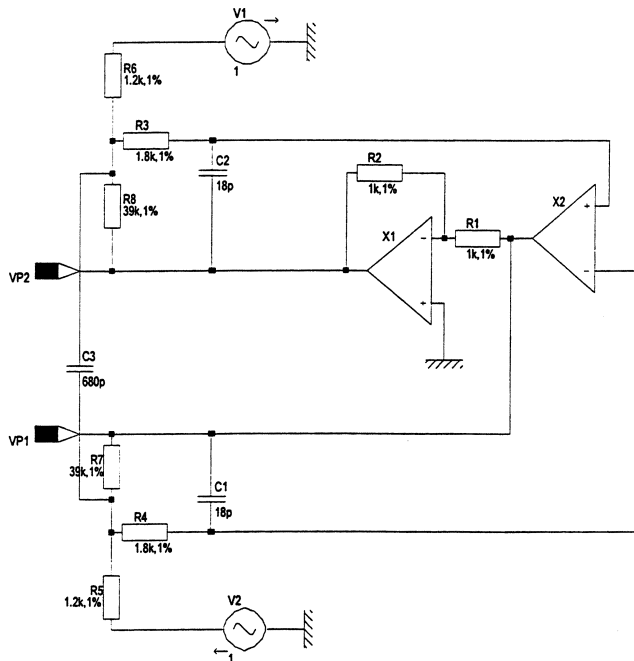 V1
1
R6
1.2k,1%
R3
1.8k,1%
C2
18p
R2
1k,1%
R8
39k,1%
X1
R1
1k,1%
X2
+
-
-
+
VP2
C3
680p
VP1
R7
39k,1%
C1
18p
R4
1.8k,1%
R5
1.2k,1%
V2
1